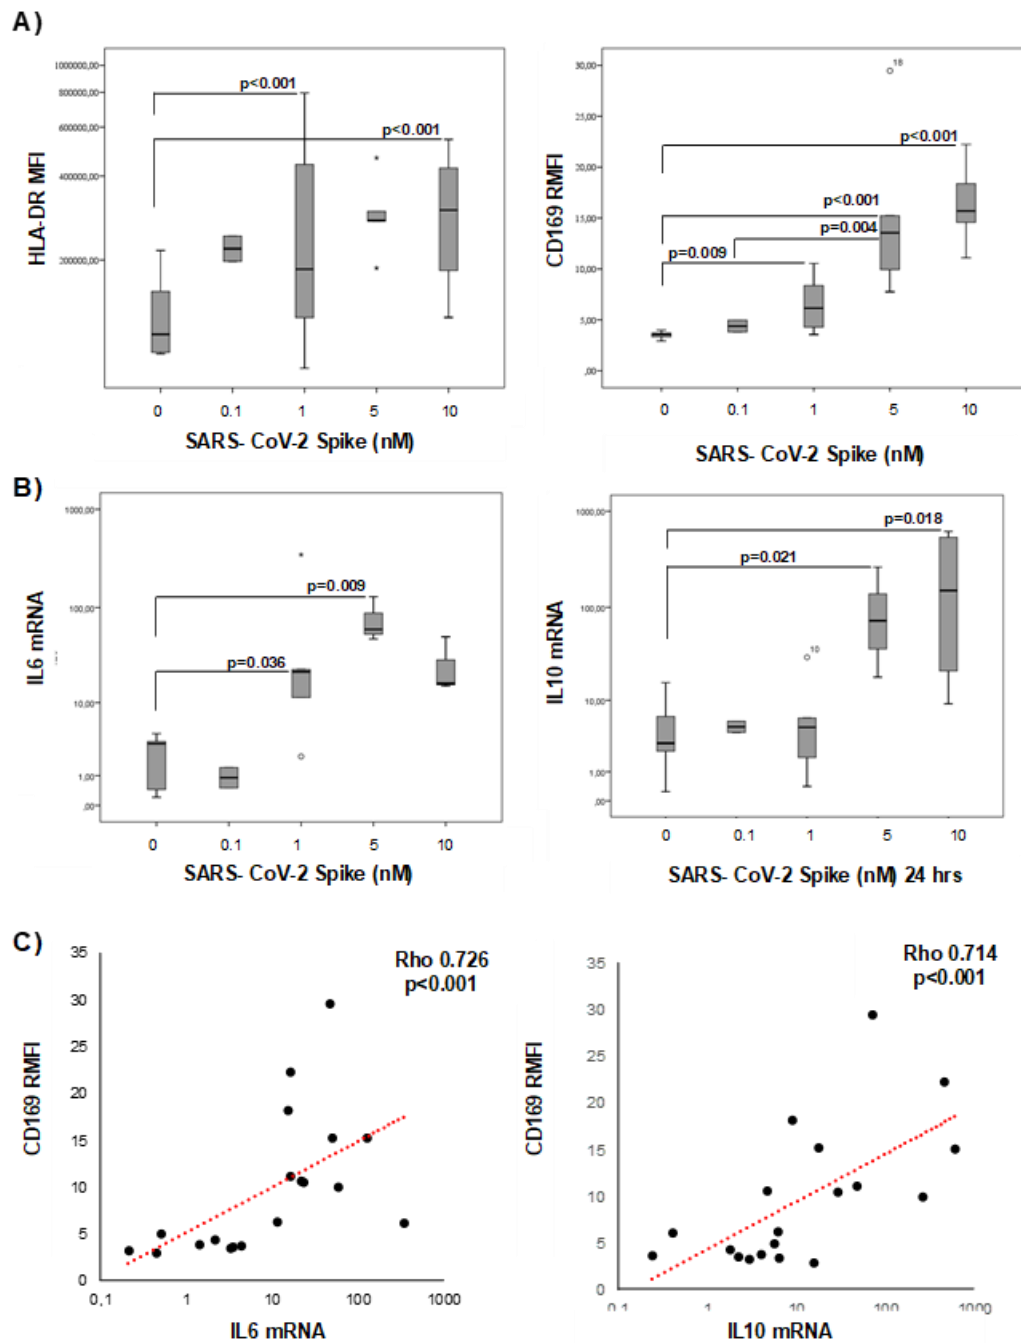 A)
1000000,00
800000,00
600000,00
400000,00
200000,00
HLA-DR MFI
p<0.001
p<0.001
0 0.1 1 5 10
SARS- CoV-2 Spike (nM)
30,00
25,00
20,00
15,00
10,00
5,00
,00
CD169 RMFI
18
p<0.001
p<0.001
p=0.004
p=0.009
0 0.1 1 5 10
SARS- CoV-2 Spike (nM)
B)
1000,00
100,00
10,00
1,00
,00
IL6 mRNA
p=0.009
p=0.036
0 0.1 1 5 10
SARS- CoV-2 Spike (nM)
1000,00
100,00
10,00
1,00
,00
IL10 mRNA
p=0.018
p=0.021
10
0 0.1 1 5 10
SARS- CoV-2 Spike (nM) 24 hrs
C)
35
30
25
20
15
10
5
0
CD169 RMFI
Rho 0.726
p<0.001
0,1 1 10 100 1000
IL6 mRNA
35
30
25
20
15
10
5
0
CD169 RMFI
Rho 0.714
p<0.001
0 1 1 10 100 1000
IL10 mRNA